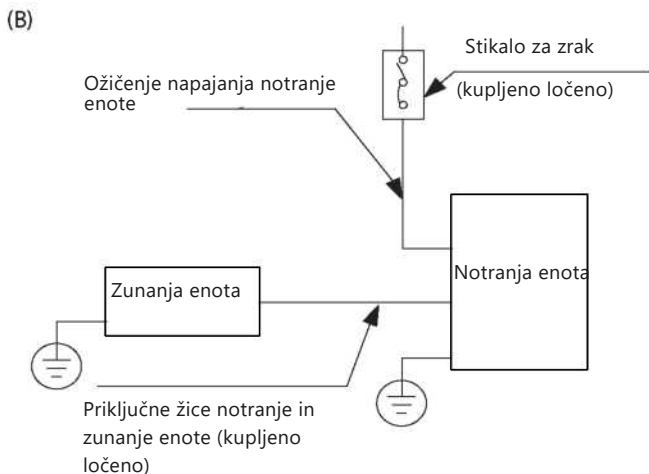 (B)
Stikalo za zrak
(kupljeno ločeno)
Ožičenje napajanja notranje
enote
Notranja enota
Zunanja enota
Priključne žice notranje in
zunanje enote (kupljeno
ločeno)